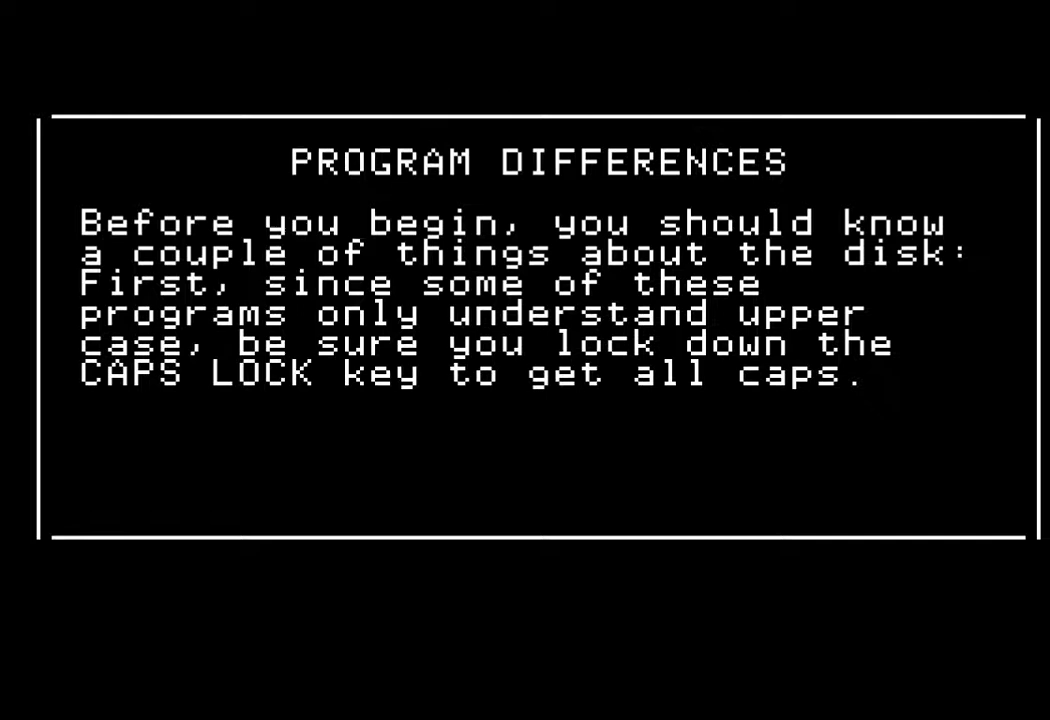 PROGRAM DIFFERENCES
Before you begin, you should know
a couple of things about the disk:
First, since some of these
programs only understand upper
case, be sure you lock down the
CAPS LOCK key to get all caps.